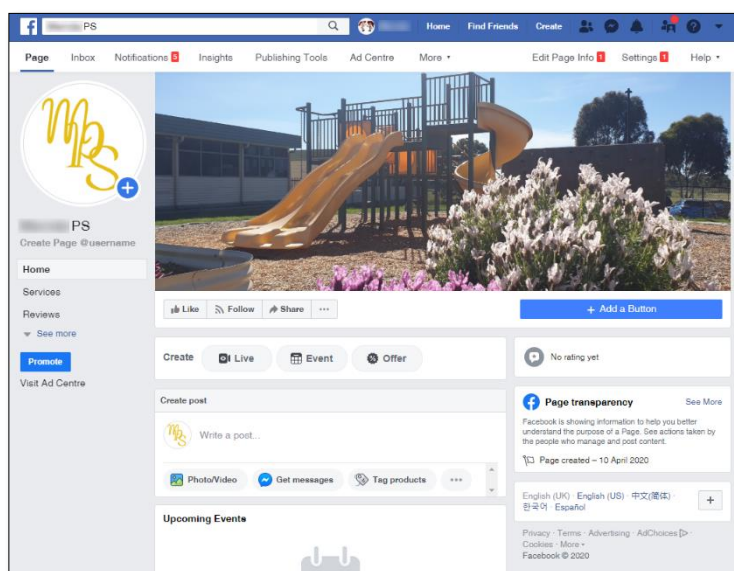 PS
Home Find Friends Create
Page Inbox Notifications 5 Insights Publishing Tools Ad Centre More Edit Page Info 1 Settings 1 Help
MPS
PS
Create Page @username
Home
Services
Reviews
See more
Promote
Visit Ad Centre
Like Follow Share ...
+ Add a Button
Create Live Event Offer
No rating yet
Create post
MPS
Write a post...
Photo/Video Get messages Tag products ...
Upcoming Events
Page transparency See More
Facebook is showing information to help you better
understand the purpose of a Page. See actions taken by
the people who manage and post content.
Page created – 10 April 2020
English (UK) · English (US) · 中文(简体) ·
한국어 · Español
Privacy · Terms · Advertising · AdChoices ·
Cookies · More
Facebook © 2020